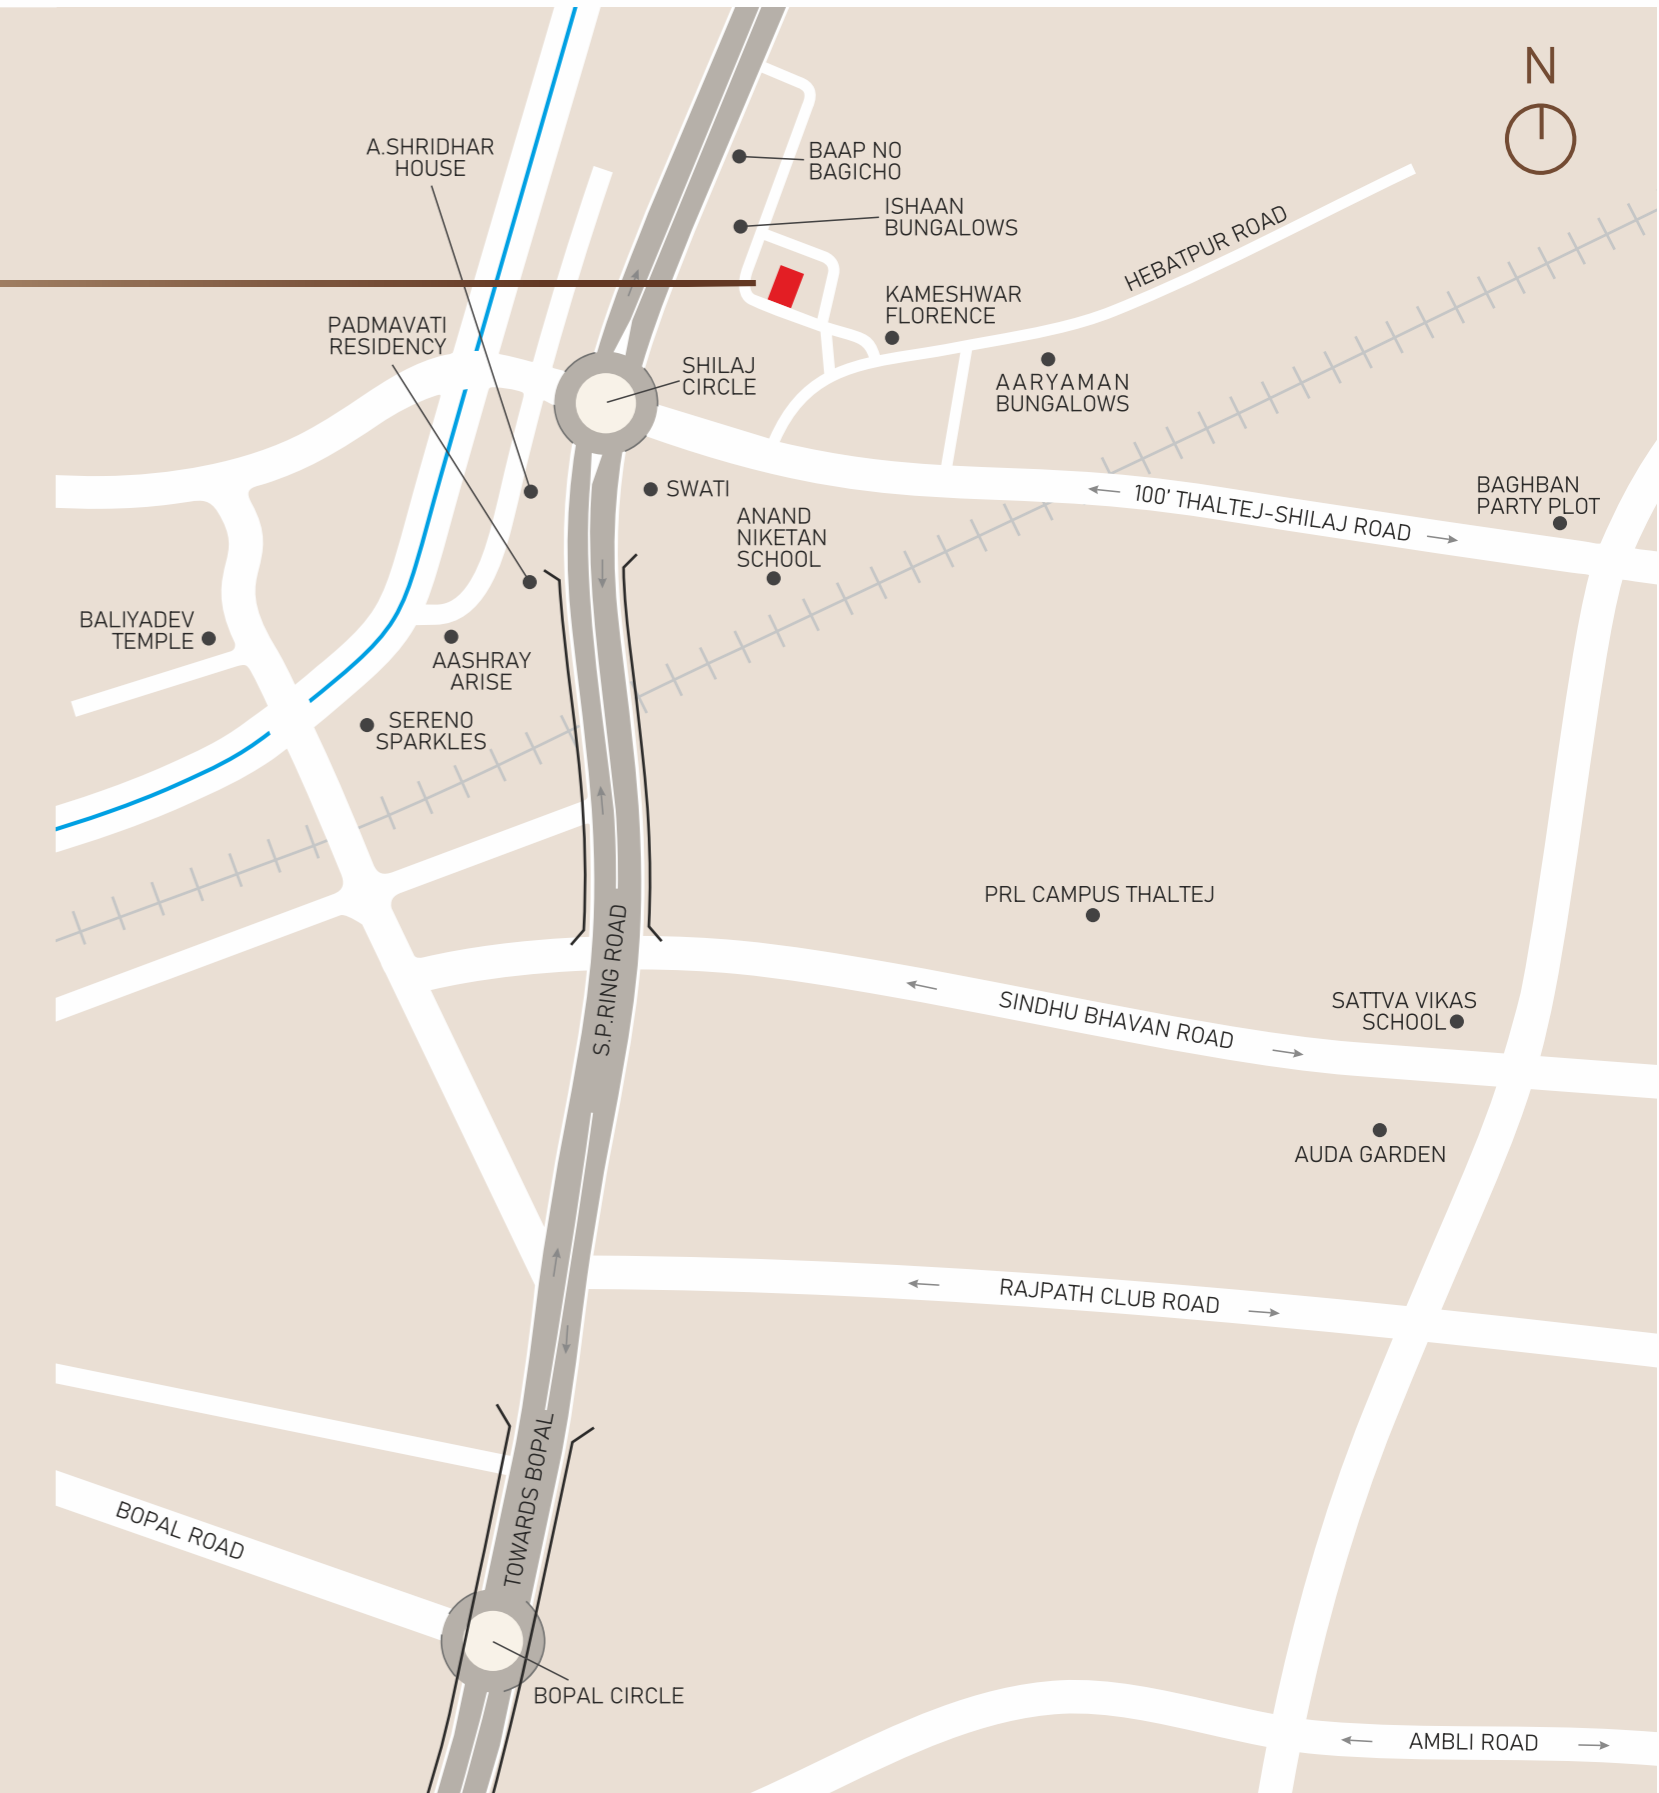 N
A.SHRIDHAR
HOUSE
BAAP NO
BAGICHO
ISHAAN
BUNGALOWS
HEBATPUR ROAD
KAMESHWAR
FLORENCE
PADMAVATI
RESIDENCY
SHILAJ
CIRCLE
AARYAMAN
BUNGALOWS
SWATI
100' THALTEJ-SHILAJ ROAD
BAGHBAN
PARTY PLOT
ANAND
NIKETAN
SCHOOL
BALIYADEV
TEMPLE
AASHRAY
ARISE
SERENO
SPARKLES
PRL CAMPUS THALTEJ
S.P.RING ROAD
SINDHU BHAVAN ROAD
SATTVA VIKAS
SCHOOL
AUDA GARDEN
RAJPATH CLUB ROAD
TOWARDS BOPAL
BOPAL ROAD
BOPAL CIRCLE
AMBLI ROAD